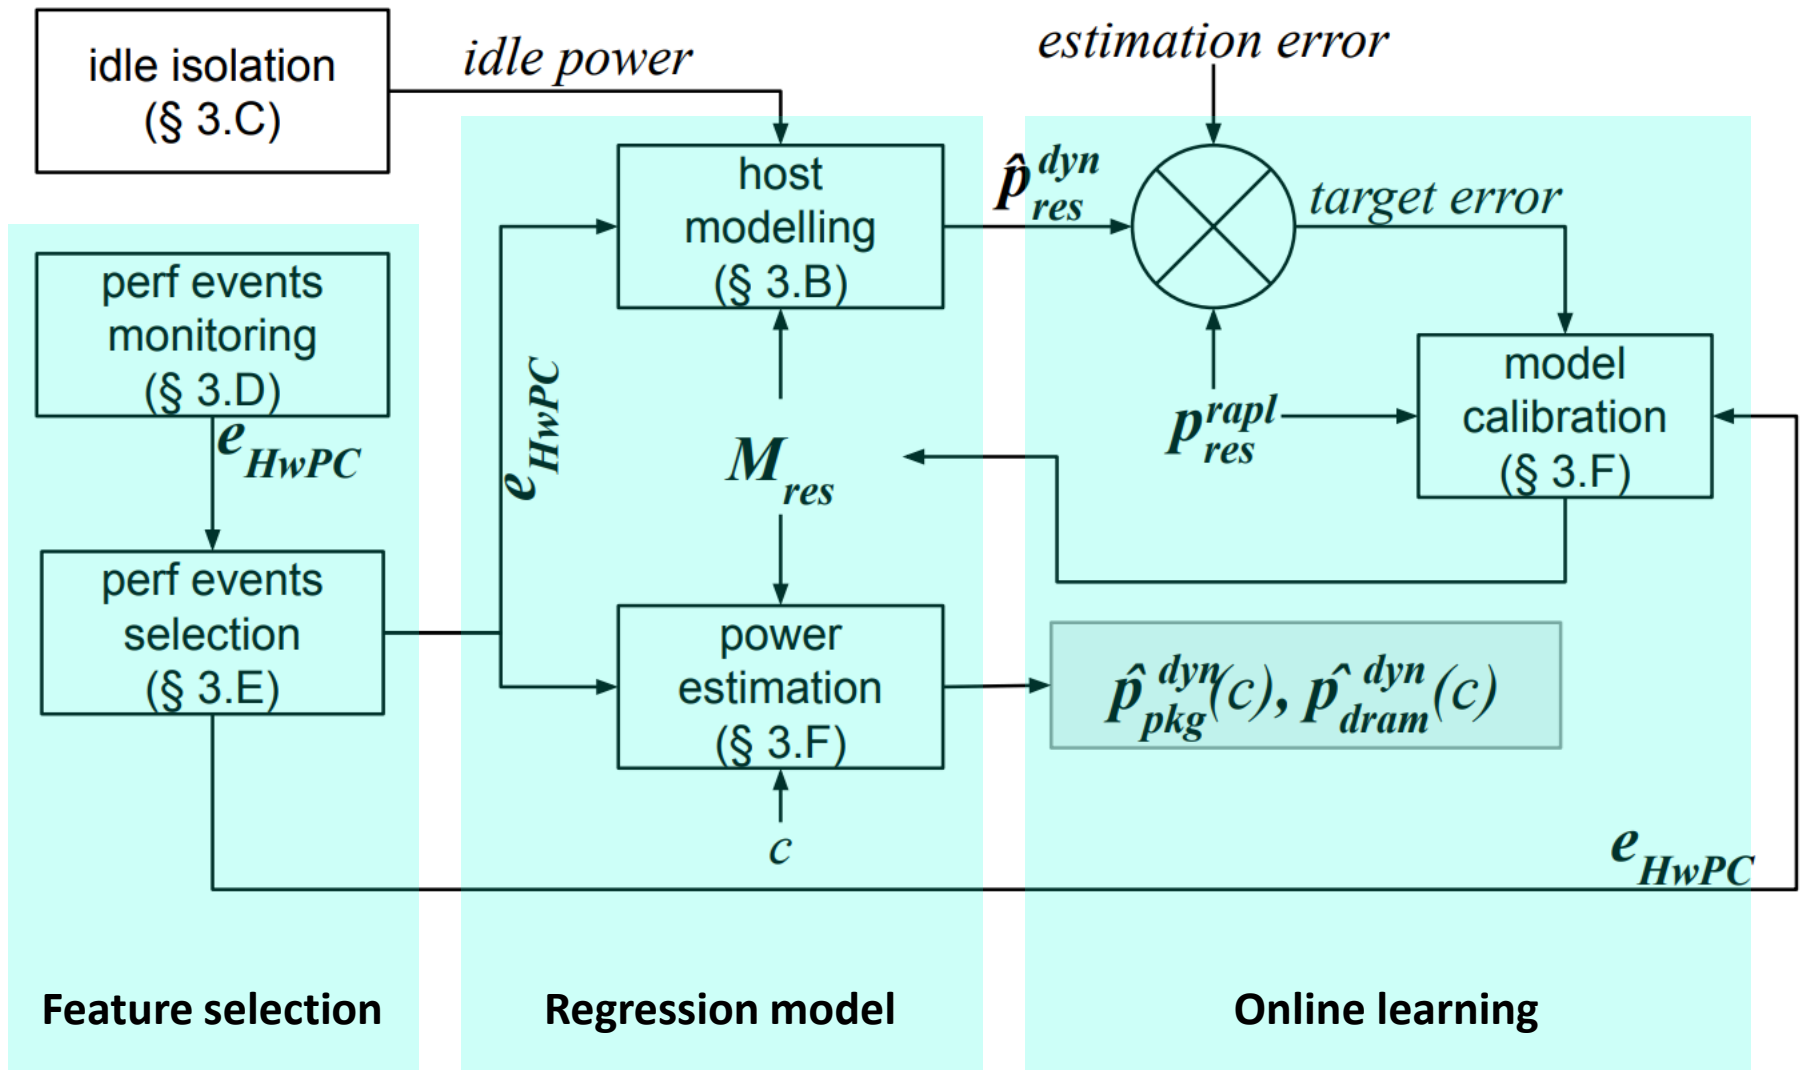 idle isolation
(§ 3.C)
idle power
estimation error
perf events
monitoring
(§ 3.D)
e HwPC
perf events
selection
(§ 3.E)
e HwPC
host
modelling
(§ 3.B)
M res
power
estimation
(§ 3.F)
c
p̂ dyn res
target error
p rapl res
model
calibration
(§ 3.F)
p̂ dyn pkg (c), p̂ dyn dram (c)
e HwPC
Feature selection
Regression model
Online learning